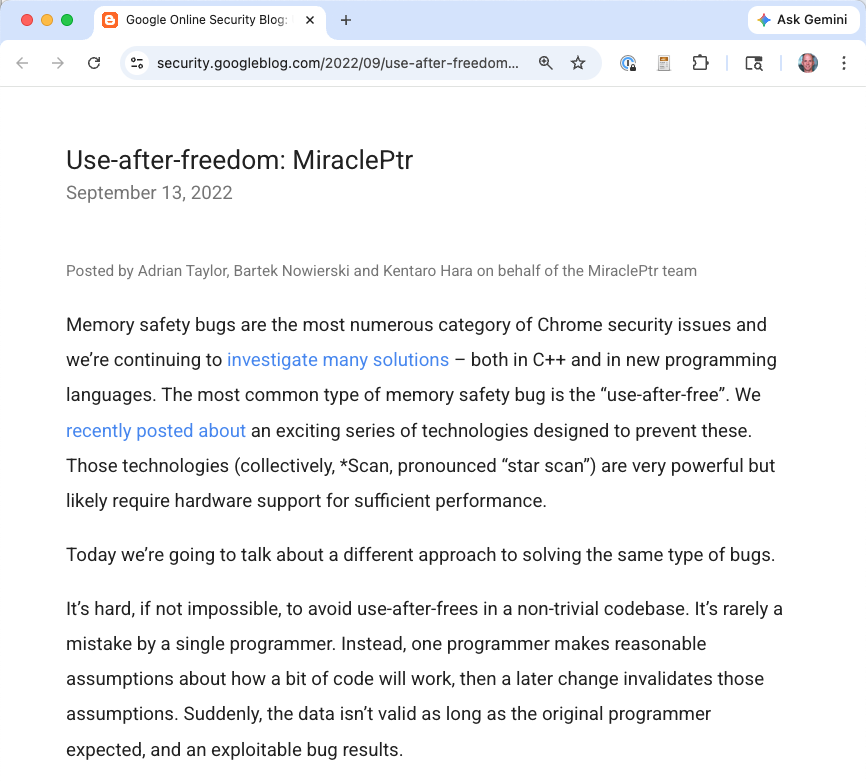 Google Online Security Blog:
Ask Gemini
security.googleblog.com/2022/09/use-after-freedom...
Use-after-freedom: MiraclePtr
September 13, 2022
Posted by Adrian Taylor, Bartek Nowierski and Kentaro Hara on behalf of the MiraclePtr team
Memory safety bugs are the most numerous category of Chrome security issues and
we’re continuing to investigate many solutions – both in C++ and in new programming
languages. The most common type of memory safety bug is the “use-after-free”. We
recently posted about an exciting series of technologies designed to prevent these.
Those technologies (collectively, *Scan, pronounced “star scan”) are very powerful but
likely require hardware support for sufficient performance.
Today we’re going to talk about a different approach to solving the same type of bugs.
It’s hard, if not impossible, to avoid use-after-frees in a non-trivial codebase. It’s rarely a
mistake by a single programmer. Instead, one programmer makes reasonable
assumptions about how a bit of code will work, then a later change invalidates those
assumptions. Suddenly, the data isn’t valid as long as the original programmer
expected, and an exploitable bug results.